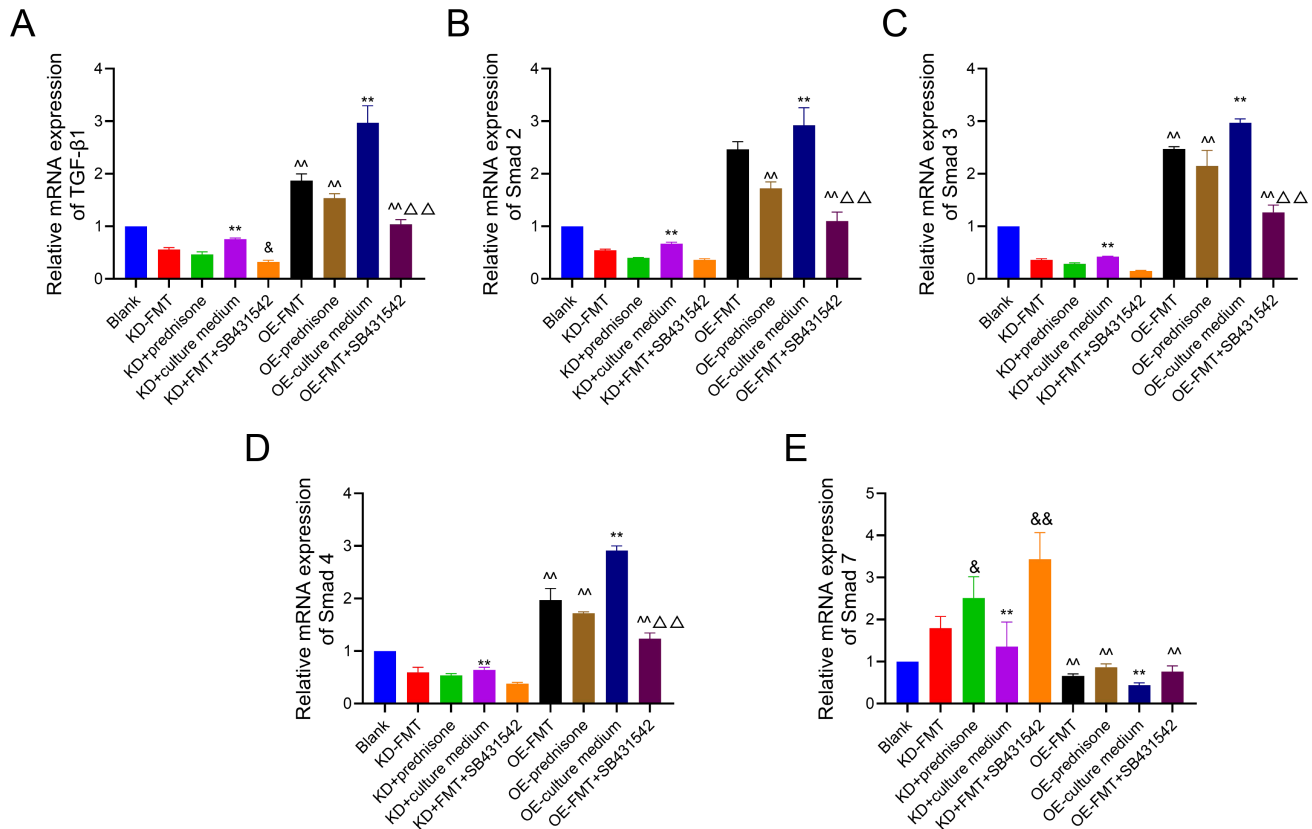 A
Relative mRNA expression
of TGF-β1
4
3
2
1
0
**
^^
^^
^^△△
**
&
Blank
KD-FMT
KD+prednisone
KD+culture medium
KD+FMT+SB431542
OE-FMT
OE-prednisone
OE-culture medium
OE-FMT+SB431542
B
Relative mRNA expression
of Smad 2
4
3
2
1
0
**
^^
^^△△
**
Blank
KD-FMT
KD+prednisone
KD+culture medium
KD+FMT+SB431542
OE-FMT
OE-prednisone
OE-culture medium
OE-FMT+SB431542
C
Relative mRNA expression
of Smad 3
4
3
2
1
0
**
^^
^^
^^△△
**
Blank
KD-FMT
KD+prednisone
KD+culture medium
KD+FMT+SB431542
OE-FMT
OE-prednisone
OE-culture medium
OE-FMT+SB431542
D
Relative mRNA expression
of Smad 4
4
3
2
1
0
**
^^
^^
^^△△
**
Blank
KD-FMT
KD+prednisone
KD+culture medium
KD+FMT+SB431542
OE-FMT
OE-prednisone
OE-culture medium
OE-FMT+SB431542
E
Relative mRNA expression
of Smad 7
5
4
3
2
1
0
&&
&
**
^^
^^
**
^^
Blank
KD-FMT
KD+prednisone
KD+culture medium
KD+FMT+SB431542
OE-FMT
OE-prednisone
OE-culture medium
OE-FMT+SB431542